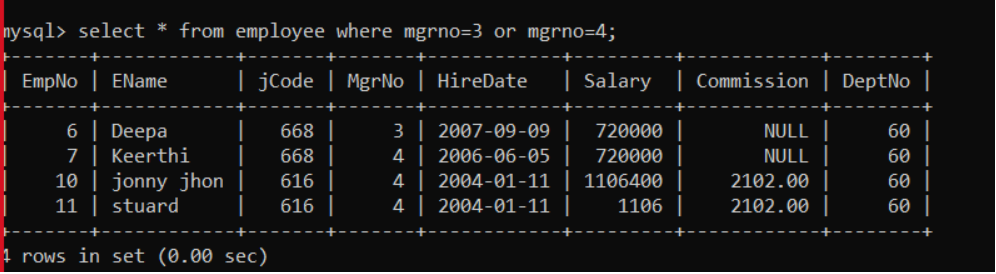 mysql> select * from employee where mgrno=3 or mgrno=4;
+-------+------------+-------+-------+------------+---------+------------+--------+
| EmpNo | EName | jCode | MgrNo | HireDate | Salary | Commission | DeptNo |
+-------+------------+-------+-------+------------+---------+------------+--------+
| 6 | Deepa | 668 | 3 | 2007-09-09 | 720000 | NULL | 60 |
| 7 | Keerthi | 668 | 4 | 2006-06-05 | 720000 | NULL | 60 |
| 10 | jonny jhon | 616 | 4 | 2004-01-11 | 1106400 | 2102.00 | 60 |
| 11 | stuard | 616 | 4 | 2004-01-11 | 1106 | 2102.00 | 60 |
+-------+------------+-------+-------+------------+---------+------------+--------+
4 rows in set (0.00 sec)